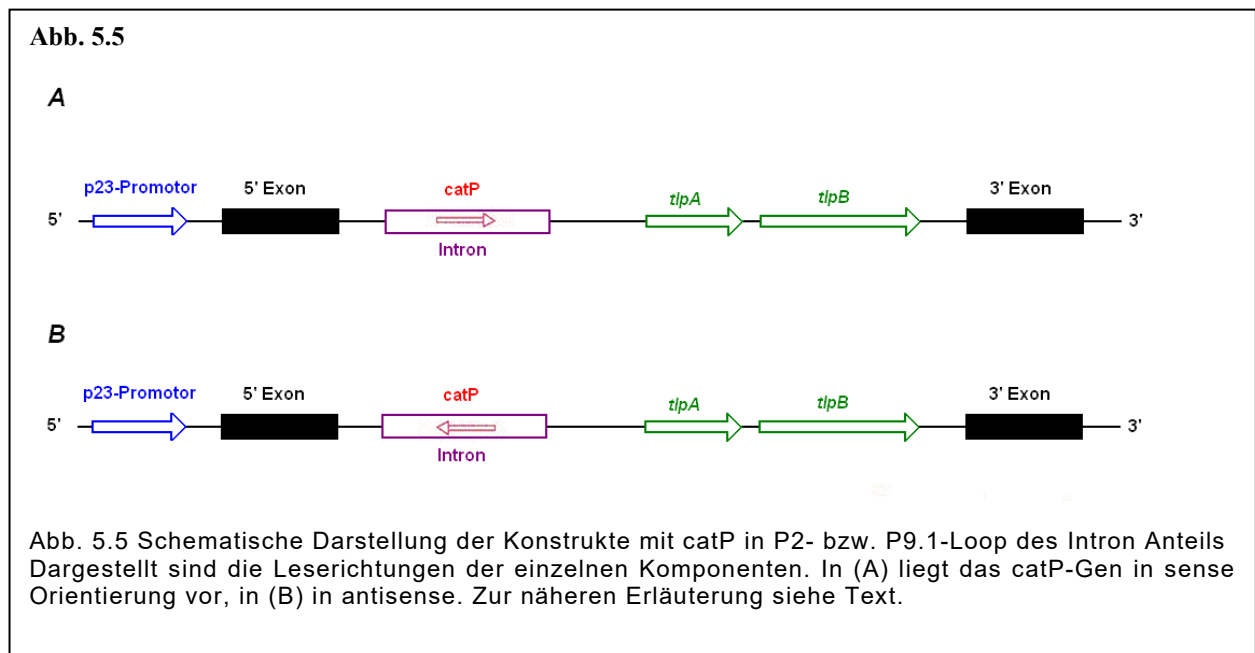 Abb. 5.5
A
p23-Promotor 5' Exon catP tlpA tlpB 3' Exon
5' 3'
Intron
B
p23-Promotor 5' Exon catP tlpA tlpB 3' Exon
5' 3'
Intron
Abb. 5.5 Schematische Darstellung der Konstrukte mit catP in P2- bzw. P9.1-Loop des Intron Anteils
Dargestellt sind die Leserichtungen der einzelnen Komponenten. In (A) liegt das catP-Gen in sense
Orientierung vor, in (B) in antisense. Zur näheren Erläuterung siehe Text.